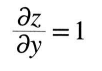 ∂z/∂y = 1